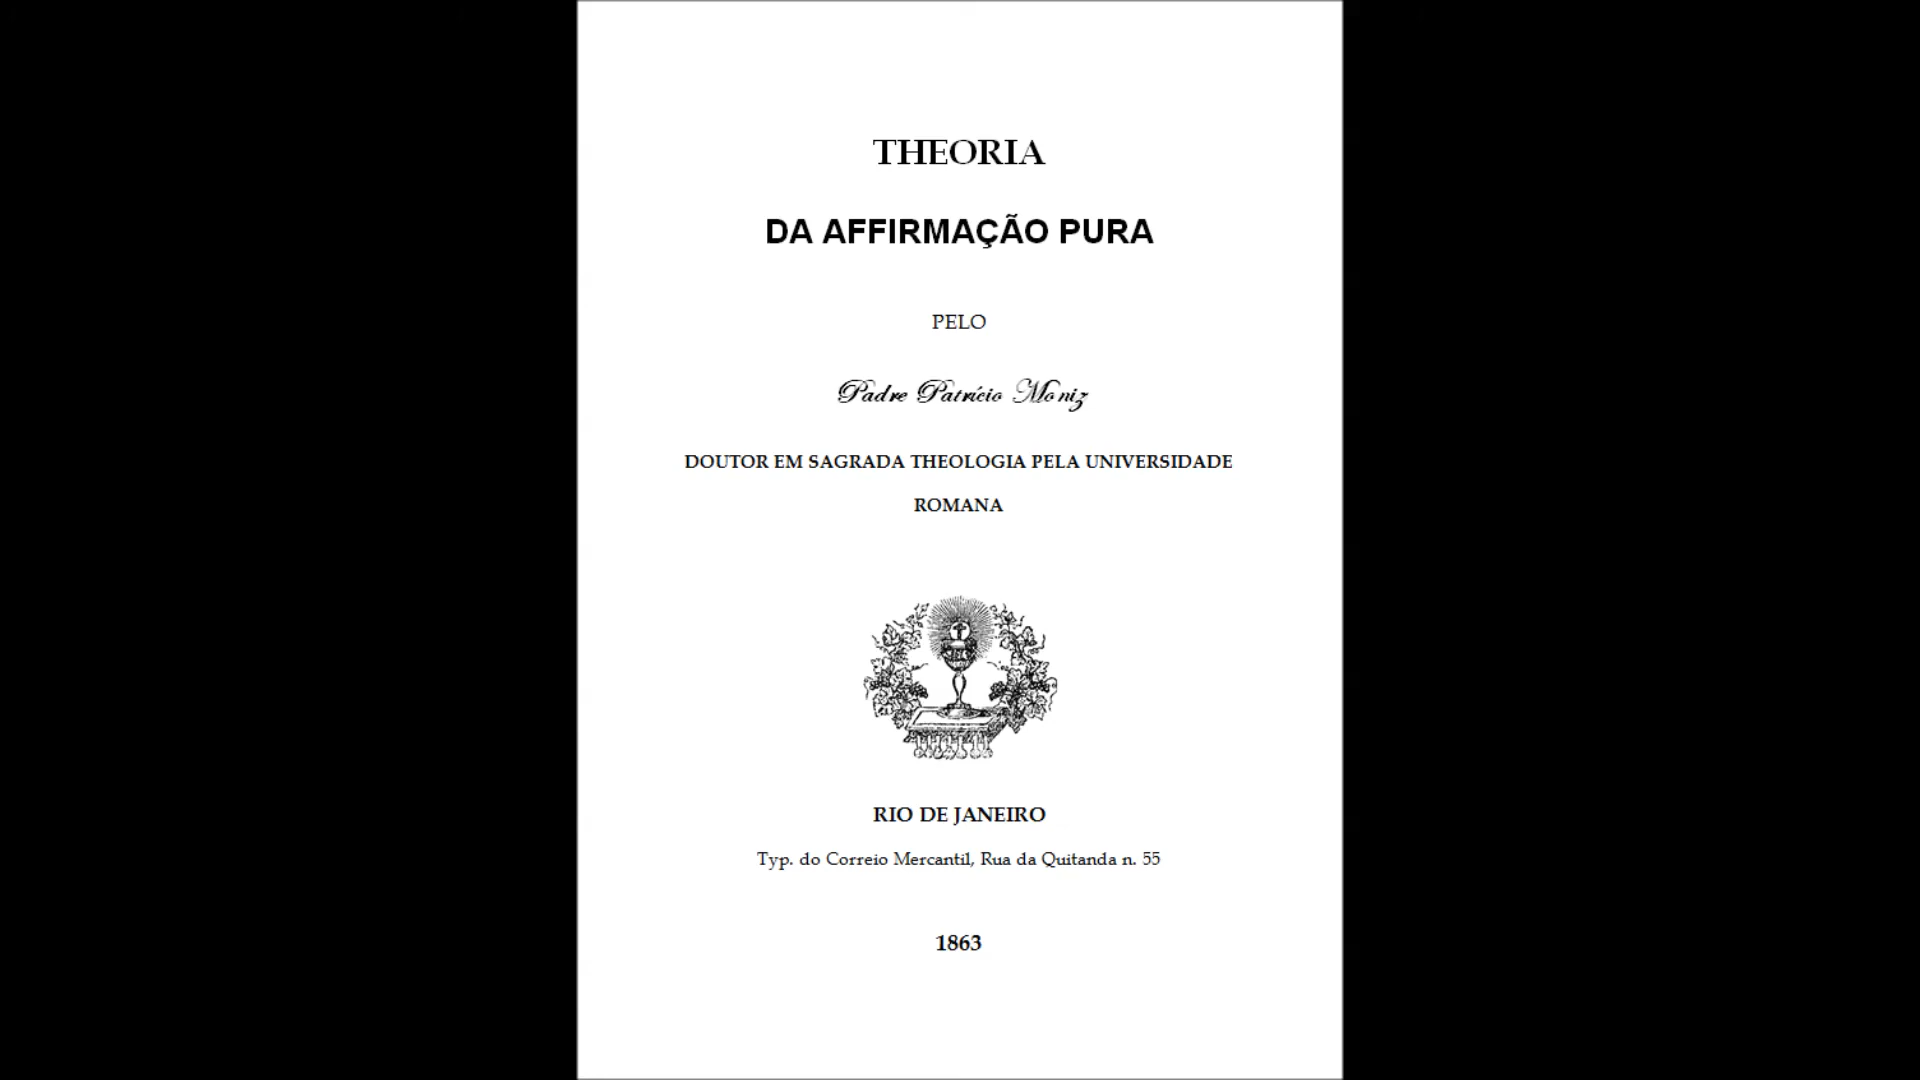 THEORIA
DA AFFIRMAÇÃO PURA
PELO
Padre Patrício Moniz
DOUTOR EM SAGRADA THEOLOGIA PELA UNIVERSIDADE
ROMANA
RIO DE JANEIRO
Typ. do Correio Mercantil, Rua da Quitanda n. 55
1863